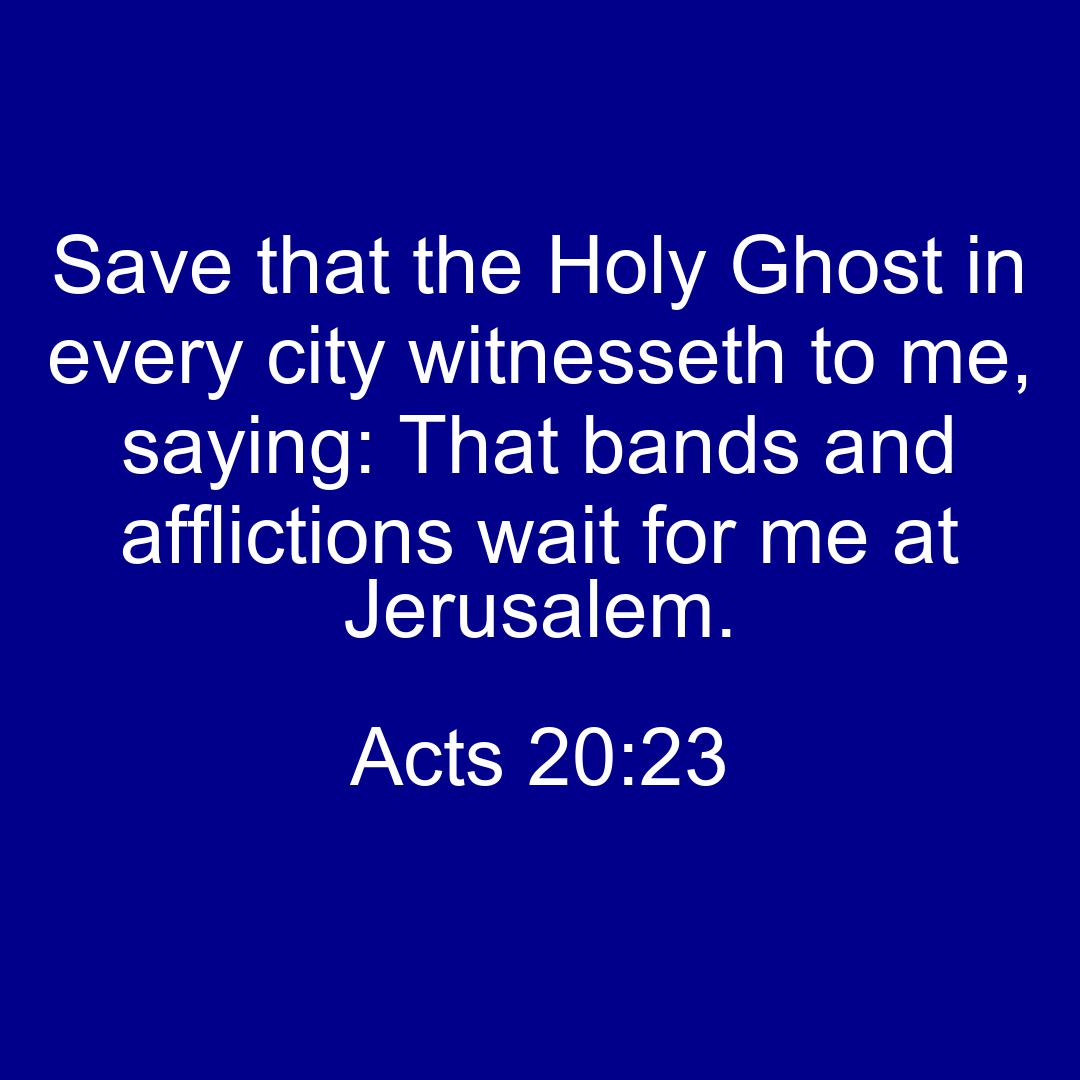 Save that the Holy Ghost in
every city witnesseth to me,
saying: That bands and
afflictions wait for me at
Jerusalem.
Acts 20:23